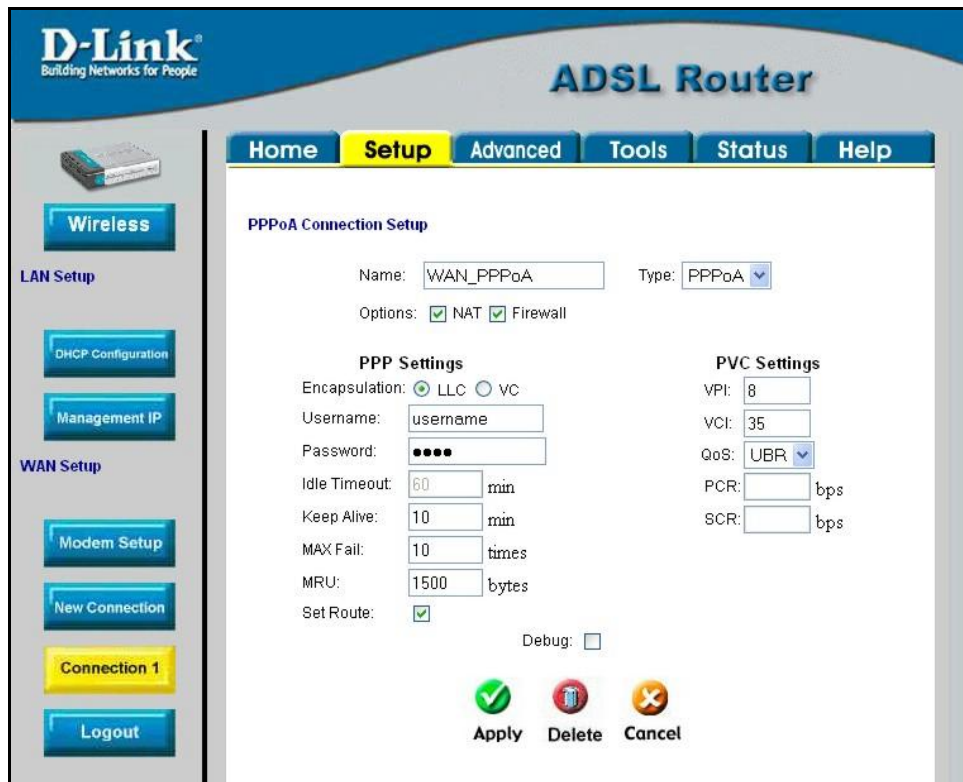 D-Link®
Building Networks for People
ADSL Router
Home Setup Advanced Tools Status Help
Wireless
LAN Setup
DHCP Configuration
Management IP
WAN Setup
Modem Setup
New Connection
Connection 1
Logout
PPPoA Connection Setup
Name: WAN_PPPoA Type: PPPoA
Options: NAT Firewall
PPP Settings
Encapsulation: LLC VC
Username: username
Password: ●●●●
Idle Timeout: 60 min
Keep Alive: 10 min
MAX Fail: 10 times
MRU: 1500 bytes
Set Route:
PVC Settings
VPI: 8
VCI: 35
QoS: UBR
PCR: bps
SCR: bps
Debug:
Apply Delete Cancel